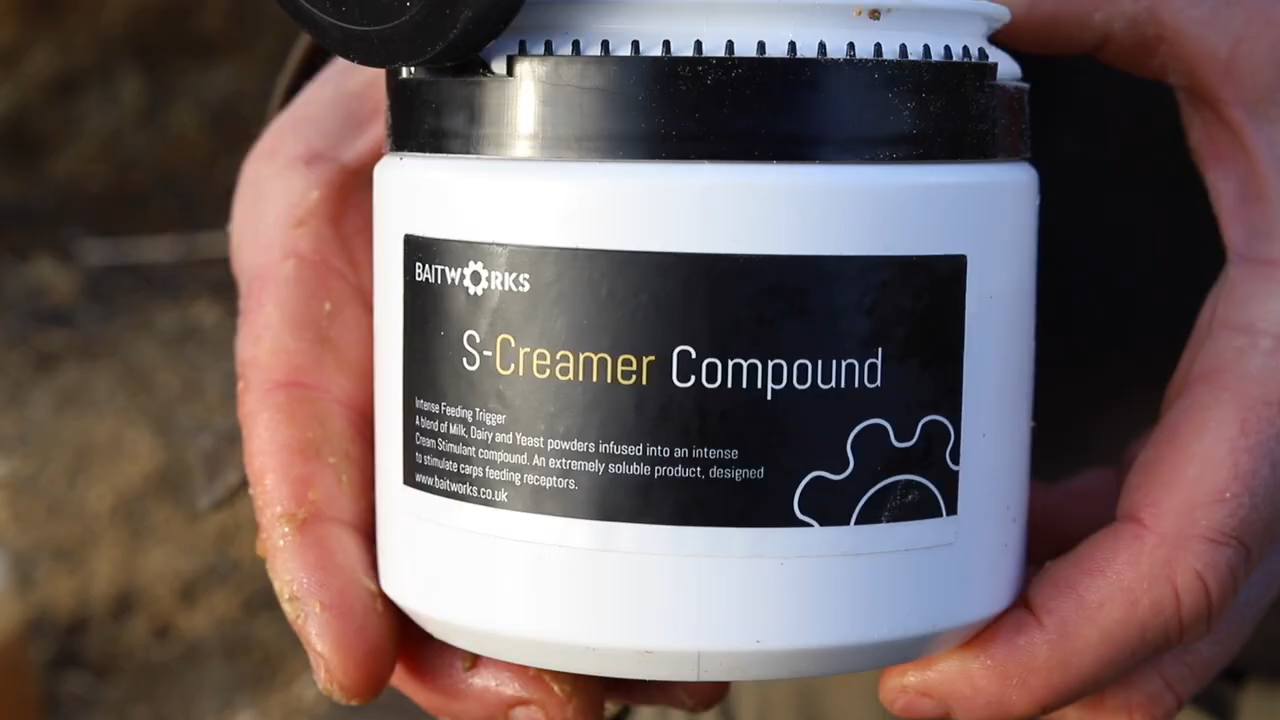 BAITWORKS
S-Creamer Compound
Intense Feeding Trigger
A blend of Milk, Dairy and Yeast powders infused into an intense
Cream Stimulant compound. An extremely soluble product, designed
to stimulate carps feeding receptors.
www.baitworks.co.uk